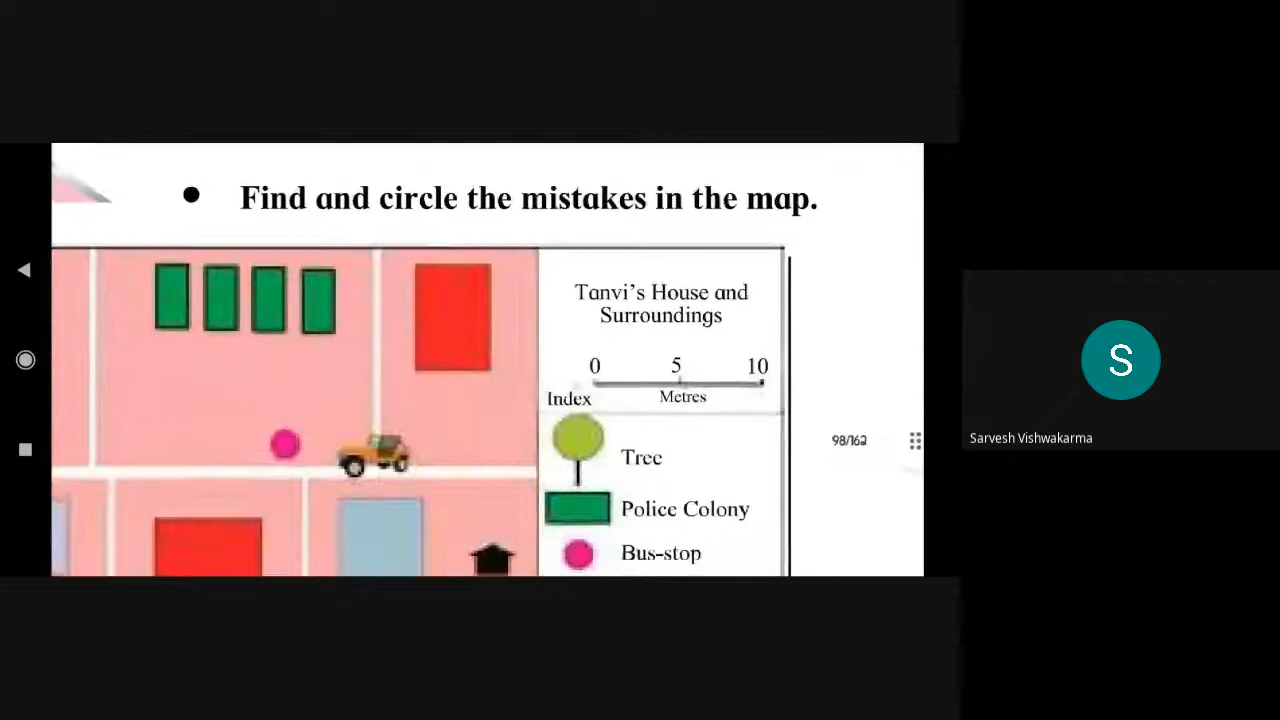 ● Find and circle the mistakes in the map.
Tanvi's House and
Surroundings
0 5 10
Metres
Index
Tree
Police Colony
Bus-stop
98/162
S
Sarvesh Vishwakarma